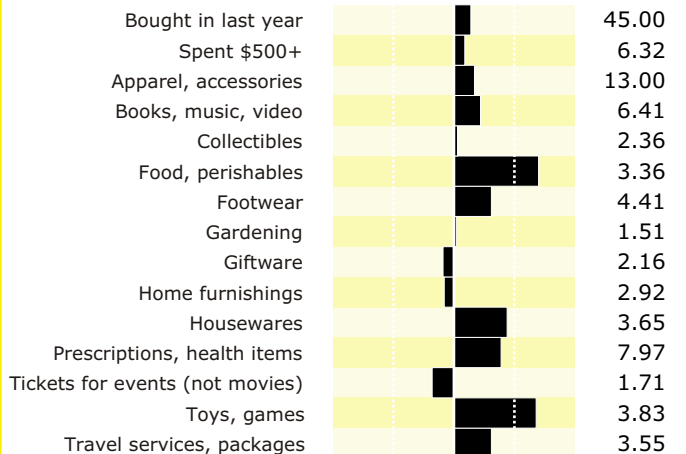 Bought in last year 45.00
Spent $500+ 6.32
Apparel, accessories 13.00
Books, music, video 6.41
Collectibles 2.36
Food, perishables 3.36
Footwear 4.41
Gardening 1.51
Giftware 2.16
Home furnishings 2.92
Housewares 3.65
Prescriptions, health items 7.97
Tickets for events (not movies) 1.71
Toys, games 3.83
Travel services, packages 3.55